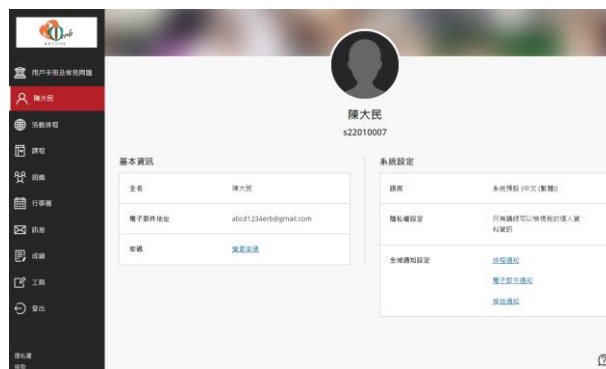 erb
用戶手冊及常見問題
陳大民
活動流程
課程
組織
行事曆
訊息
成績
工具
登出
隱私權
條款
陳大民
s22010007
基本資訊
全名 陳大民
電子郵件地址 abcd1234erb@gmail.com
密碼 變更密碼
系統設定
語言 系統預設 (中文 (繁體))
隱私權設定 只有講師可以檢視我的個人資
料資訊
全域通知設定 流程通知
電子郵件通知
推送通知